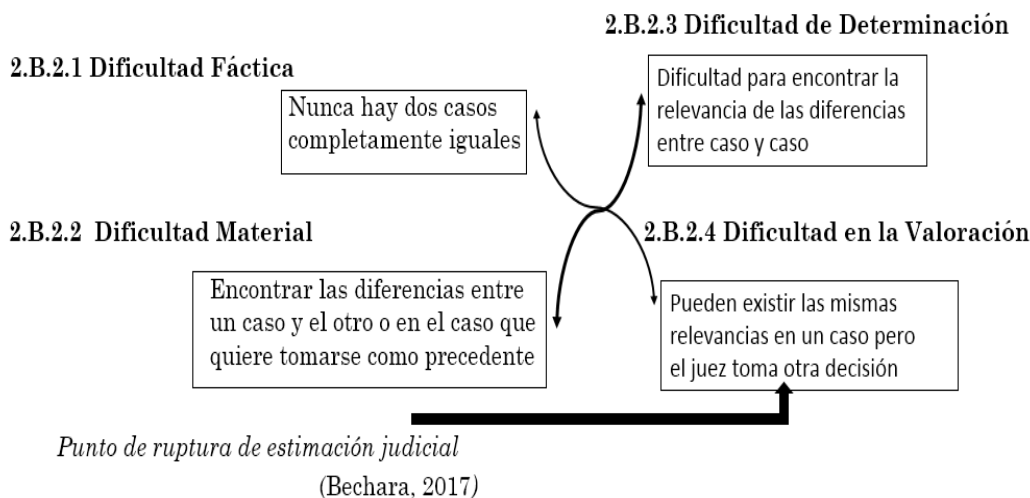 2.B.2.1 Dificultad Fáctica
Nunca hay dos casos
completamente iguales
2.B.2.3 Dificultad de Determinación
Dificultad para encontrar la
relevancia de las diferencias
entre caso y caso
2.B.2.2 Dificultad Material
Encontrar las diferencias entre
un caso y el otro o en el caso que
quiere tomarse como precedente
2.B.2.4 Dificultad en la Valoración
Pueden existir las mismas
relevancias en un caso pero
el juez toma otra decisión
Punto de ruptura de estimación judicial
(Bechara, 2017)